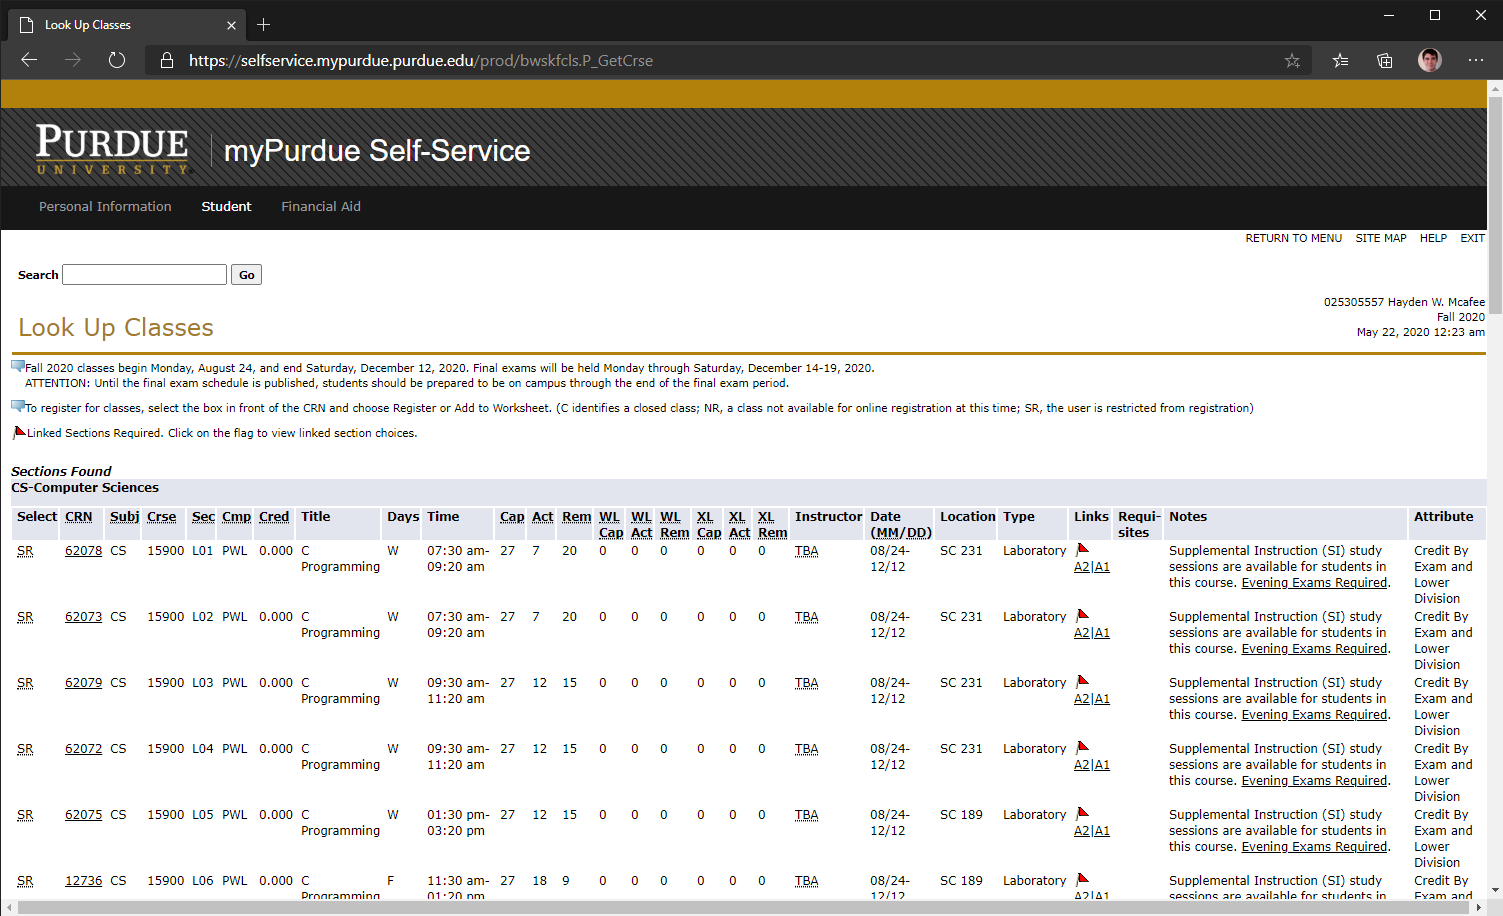 Look Up Classes
https://selfservice.mypurdue.purdue.edu/prod/bwskfcls.P_GetCrse
PURDUE
UNIVERSITY
myPurdue Self-Service
Personal Information Student Financial Aid
RETURN TO MENU SITE MAP HELP EXIT
Search Go
025305557 Hayden W. Mcafee
Fall 2020
May 22, 2020 12:23 am
Look Up Classes
Fall 2020 classes begin Monday, August 24, and end Saturday, December 12, 2020. Final exams will be held Monday through Saturday, December 14-19, 2020.
ATTENTION: Until the final exam schedule is published, students should be prepared to be on campus through the end of the final exam period.
To register for classes, select the box in front of the CRN and choose Register or Add to Worksheet. (C identifies a closed class; NR, a class not available for online registration at this time; SR, the user is restricted from registration)
Linked Sections Required. Click on the flag to view linked section choices.
Sections Found
CS-Computer Sciences
Select CRN Subj Crse Sec Cmp Cred Title Days Time Cap Act Rem WL WL WL XL XL XL Instructor Date Location Type Links Requi- Notes Attribute
Cap Act Rem Cap Act Rem (MM/DD) sites
SR 62078 CS 15900 L01 PWL 0.000 C W 07:30 am- 27 7 20 0 0 0 0 0 0 TBA 08/24- SC 231 Laboratory Supplemental Instruction (SI) study Credit By
Programming 09:20 am 12/12 A2|A1 sessions are available for students in Exam and
this course. Evening Exams Required. Lower
Division
SR 62073 CS 15900 L02 PWL 0.000 C W 07:30 am- 27 7 20 0 0 0 0 0 0 TBA 08/24- SC 231 Laboratory Supplemental Instruction (SI) study Credit By
Programming 09:20 am 12/12 A2|A1 sessions are available for students in Exam and
this course. Evening Exams Required. Lower
Division
SR 62079 CS 15900 L03 PWL 0.000 C W 09:30 am- 27 12 15 0 0 0 0 0 0 TBA 08/24- SC 231 Laboratory Supplemental Instruction (SI) study Credit By
Programming 11:20 am 12/12 A2|A1 sessions are available for students in Exam and
this course. Evening Exams Required. Lower
Division
SR 62072 CS 15900 L04 PWL 0.000 C W 09:30 am- 27 12 15 0 0 0 0 0 0 TBA 08/24- SC 231 Laboratory Supplemental Instruction (SI) study Credit By
Programming 11:20 am 12/12 A2|A1 sessions are available for students in Exam and
this course. Evening Exams Required. Lower
Division
SR 62075 CS 15900 L05 PWL 0.000 C W 01:30 pm- 27 12 15 0 0 0 0 0 0 TBA 08/24- SC 189 Laboratory Supplemental Instruction (SI) study Credit By
Programming 03:20 pm 12/12 A2|A1 sessions are available for students in Exam and
this course. Evening Exams Required. Lower
Division
SR 12736 CS 15900 L06 PWL 0.000 C F 11:30 am- 27 18 9 0 0 0 0 0 0 TBA 08/24- SC 189 Laboratory Supplemental Instruction (SI) study Credit By
Programming 01:20 pm 12/12 A2|A1 sessions are available for students in Exam and